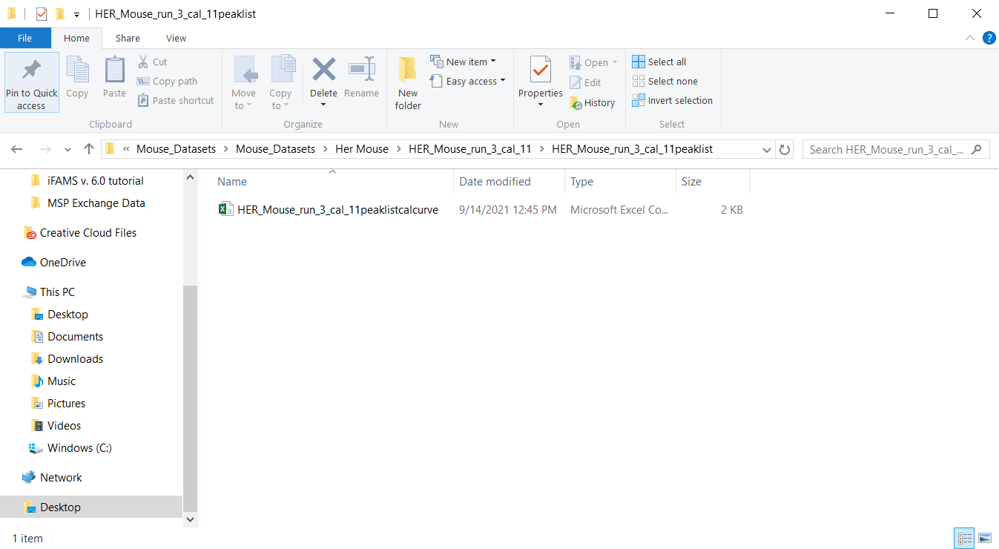 HER_Mouse_run_3_cal_11peaklist
File Home Share View
Pin to Quick access
Copy
Paste
Cut
Copy path
Paste shortcut
Clipboard
Move to
Copy to
Delete
Rename
Organize
New folder
New item
Easy access
New
Properties
Open
Edit
History
Open
Select all
Select none
Invert selection
Select
« Mouse_Datasets > Mouse_Datasets > Her Mouse > HER_Mouse_run_3_cal_11 > HER_Mouse_run_3_cal_11peaklist
Search HER_Mouse_run_3_cal_...
Name Date modified Type Size
HER_Mouse_run_3_cal_11peaklistcalcurve 9/14/2021 12:45 PM Microsoft Excel Co... 2 KB
iFAMS v. 6.0 tutorial
MSP Exchange Data
Creative Cloud Files
OneDrive
This PC
Desktop
Documents
Downloads
Music
Pictures
Videos
Windows (C:)
Network
Desktop
1 item